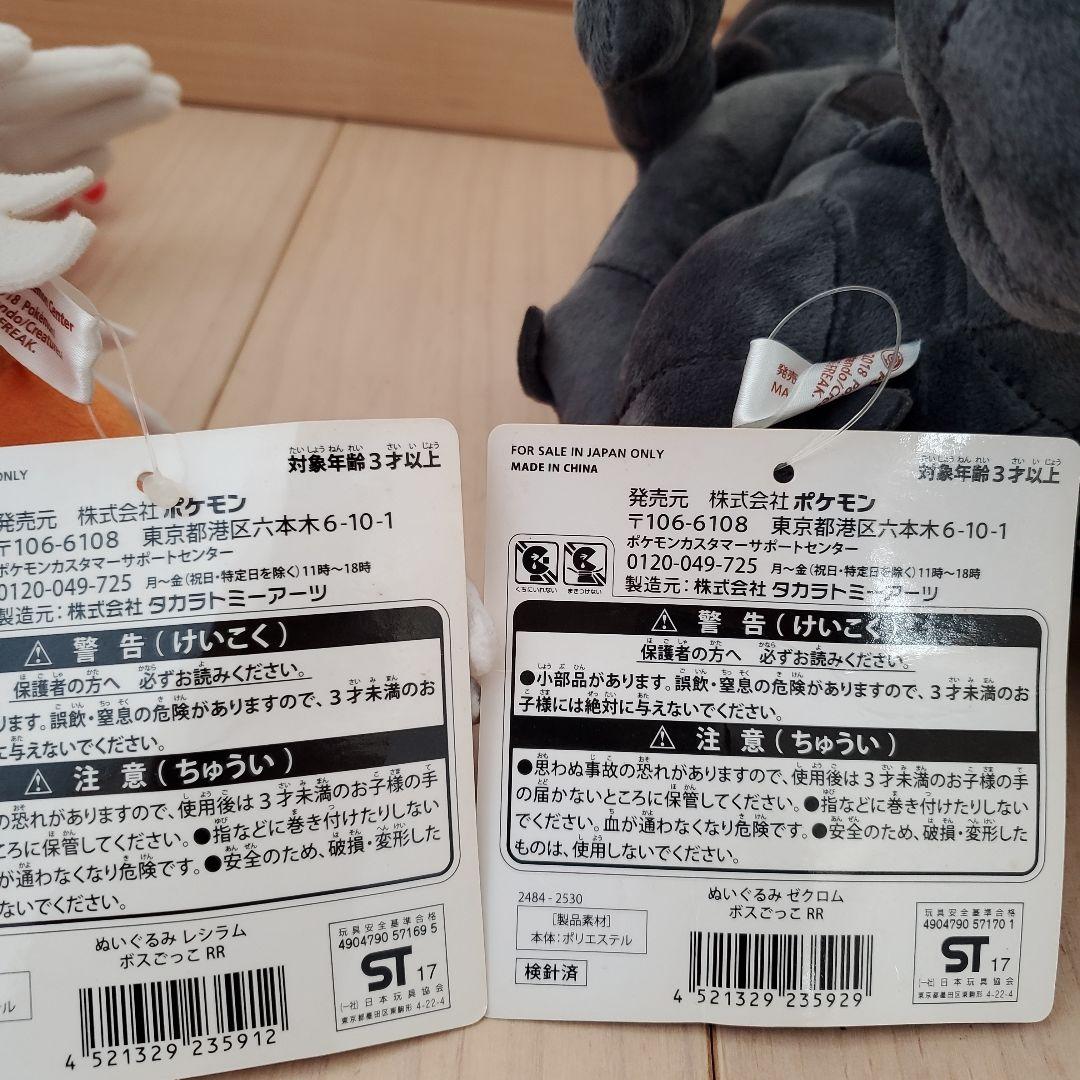 mon Center
2018 Pokémon.
ndo/Creatures
FREAK.
発売
MA
2018
FREAK.
ONLY
対象年齢3才以上
発売元 株式会社ポケモン
〒106-6108 東京都港区六本木6-10-1
ポケモンカスタマーサポートセンター
0120-049-725 月〜金(祝日・特定日を除く)11時〜18時
製造元:株式会社 タカラトミーアーツ
警告(けいこく)
保護者の方へ 必ずお読みください。
ります。誤飲・窒息の危険がありますので、3才未満のお
に与えないでください。
注意(ちゅうい)
の恐れがありますので、使用後は3才未満のお子様の手
ころに保管してください。●指などに巻き付けたりしない
が通わなくなり危険です。●安全のため、破損・変形した
ないでください。
ぬいぐるみ レシラム
ボスごっこ RR
4 521329 235912
玩具安全基準合格
4904790 57169 5
ST 17
(一社)日本玩具協会
東京都墨田区東駒形 4-22-4
FOR SALE IN JAPAN ONLY
MADE IN CHINA
対象年齢3才以上
発売元 株式会社ポケモン
〒106-6108 東京都港区六本木6-10-1
ポケモンカスタマーサポートセンター
0120-049-725 月〜金(祝日・特定日を除く)11時〜18時
製造元:株式会社 タカラトミーアーツ
くちにいれない まきつけない
警告(けいこく
保護者の方へ 必ずお読みください。
●小部品があります。誤飲・窒息の危険がありますので、3才未満のお
子様には絶対に与えないでください。
注意(ちゅうい)
●思わぬ事故の恐れがありますので、使用後は3才未満のお子様の手
の届かないところに保管してください。●指などに巻き付けたりしない
でください。血が通わなくなり危険です。●安全のため、破損・変形した
ものは、使用しないでください。
2484-2530
[製品素材]
本体:ポリエステル
検針済
ぬいぐるみ ゼクロム
ボスごっこ RR
4 521329 235929
玩具安全基準合格
4904790 57170 1
ST 17
(一社)日本玩具協会
東京都墨田区東駒形 4-22-4